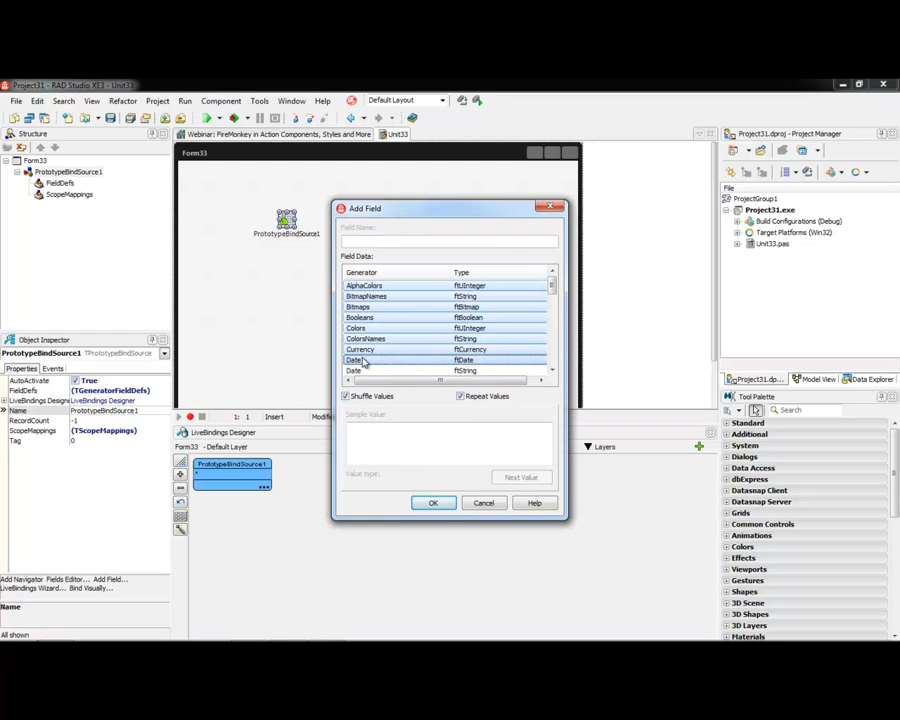 Project31 - RAD Studio XE3 - Unit33
File Edit Search View Refactor Project Run Component Tools Window Help Default Layout
Structure
Webinar: FireMonkey in Action Components, Styles and More Unit33
Project31.dproj - Project Manager
Form33
PrototypeBindSource1
FieldDefs
ScopeMappings
Form33
PrototypeBindSource1
Add Field
Field Name:
Field Data:
Generator Type
AlphaColors ftUInteger
BitmapNames ftString
Bitmaps ftBitmap
Booleans ftBoolean
Colors ftUInteger
ColorsNames ftString
Currency ftCurrency
Date ftDate
Date ftString
Shuffle Values Repeat Values
Sample Value
Value type: Next Value
OK Cancel Help
File
ProjectGroup1
Project31.exe
Build Configurations (Debug)
Target Platforms (Win32)
Unit33.pas
Project31.dp... Model View Data Explorer
Object Inspector
PrototypeBindSource1 TPrototypeBindSource
Properties Events
AutoActivate True
FieldDefs (TGeneratorFieldDefs)
LiveBindings Designer LiveBindings Designer
Name PrototypeBindSource1
RecordCount -1
ScopeMappings (TScopeMappings)
Tag 0
1: 1 Insert
LiveBindings Designer
Form33 - Default Layer
Layers
PrototypeBindSource1
*
Add Navigator Fields Editor... Add Field...
LiveBindings Wizard... Bind Visually...
Name
All shown
Tool Palette
Search
Standard
Additional
System
Dialogs
Data Access
dbExpress
Datasnap Client
Datasnap Server
Grids
Common Controls
Animations
Colors
Effects
Viewports
Gestures
Shapes
3D Scene
3D Shapes
3D Layers
Materials